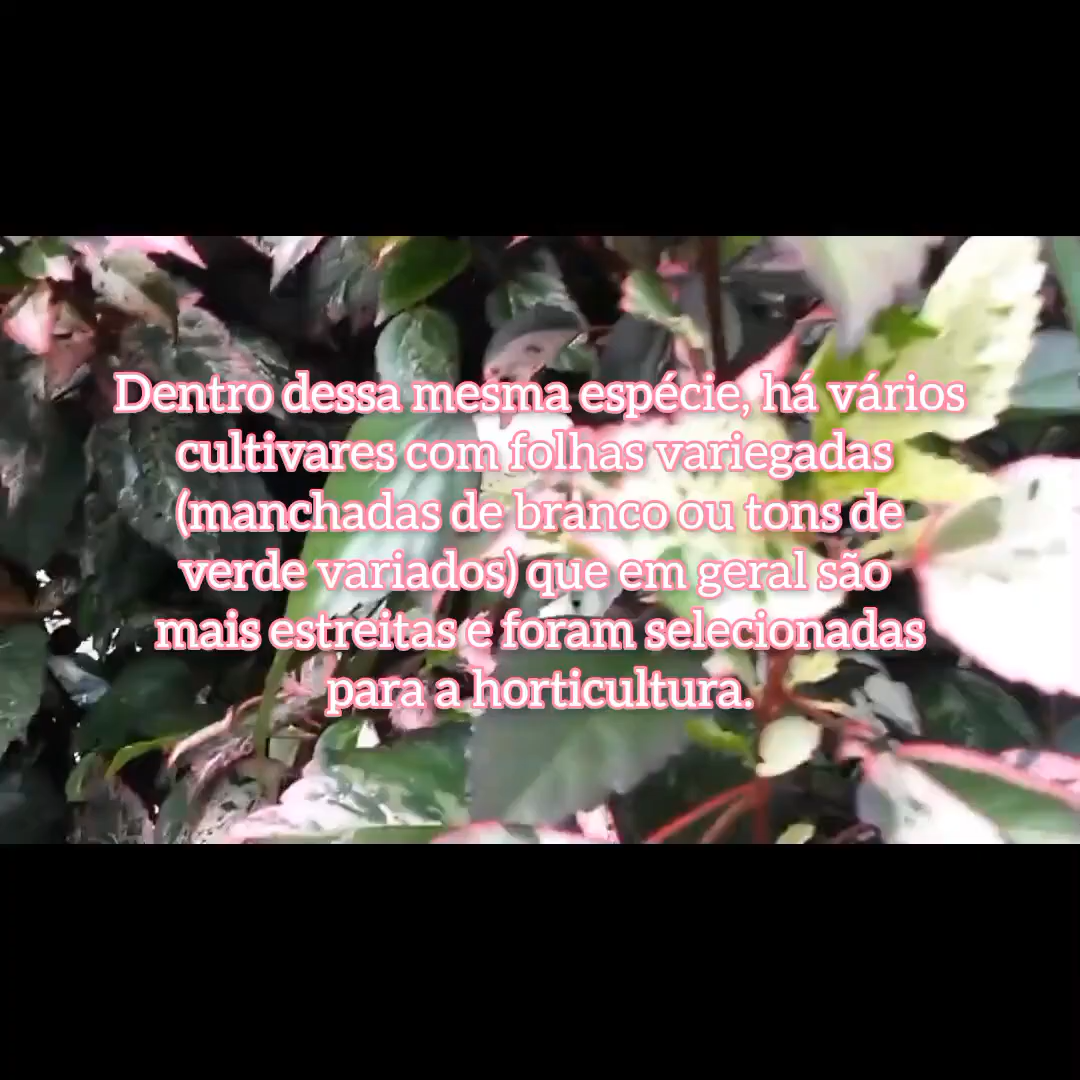 Dentro dessa mesma espécie, há vários
cultivares com folhas variegadas
(manchadas de branco ou tons de
verde variados) que em geral são
mais estreitas e foram selecionadas
para a horticultura.